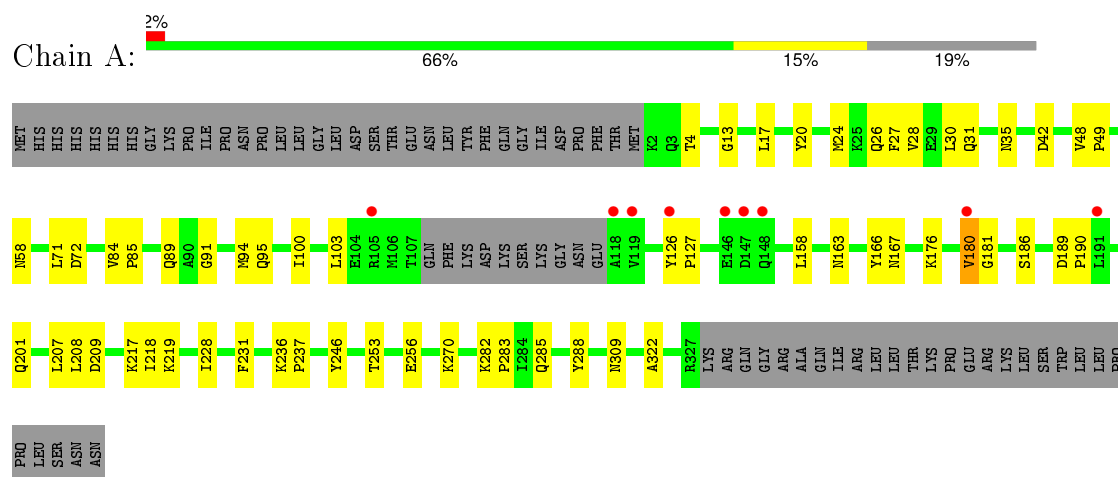 2%
Chain A:
66% 15% 19%
MET HIS HIS HIS HIS HIS HIS GLY LYS PRO ILE PRO PRO ASN PRO LEU LEU GLY LEU ASP SER THR GLU ASN LEU TYR PHE GLN GLY ILE ASP PRO PHE THR MET K2 Q3 T4 G13 L17 Y20 M24 K25 Q26 F27 V28 E29 L30 Q31 N35 D42 V48 P49
N58 L71 D72 V84 P85 Q89 A90 G91 M94 Q95 I100 L103 E104 R105 M106 T107 GLN PHE LYS ASP LYS SER LYS GLY ASN GLU A118 V119 Y126 P127 E146 D147 Q148 L158 N163 Y166 N167 K176 V180 G181 S186 D189 P190 L191
Q201 L207 L208 D209 K217 I218 K219 I228 F231 K236 P237 Y246 T253 E256 K270 K282 P283 I284 Q285 Y288 N309 A322 R327 LYS ARG GLN GLY ARG ALA GLN ILE ARG LEU LEU THR LYS PRO GLU ARG LYS LEU SER TRP LEU LEU PRO
PRO LEU SER ASN ASN